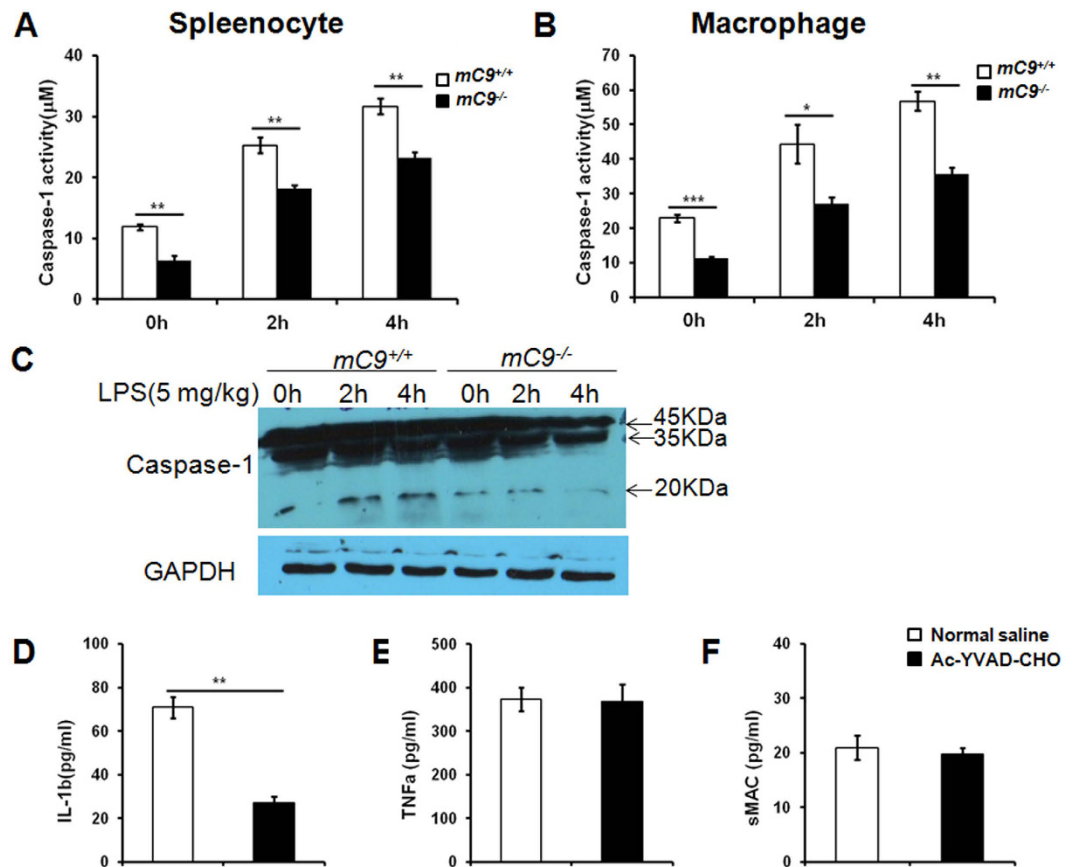 A
Spleenocyte
Caspase-1 activity(µM)
40
30
20
10
0
mC9+/+
mC9-/-
**
**
**
0h
2h
4h
B
Macrophage
Caspase-1 activity (µM)
70
60
50
40
30
20
10
0
mC9+/+
mC9-/-
***
*
**
0h
2h
4h
C
mC9+/+ mC9-/-
LPS(5 mg/kg) 0h 2h 4h 0h 2h 4h
Caspase-1
45KDa
35KDa
20KDa
GAPDH
D
IL-1b(pg/ml)
100
80
60
40
20
0
**
E
TNFa (pg/ml)
500
400
300
200
100
0
F
Normal saline
Ac-YVAD-CHO
sMAC (pg/ml)
40
30
20
10
0